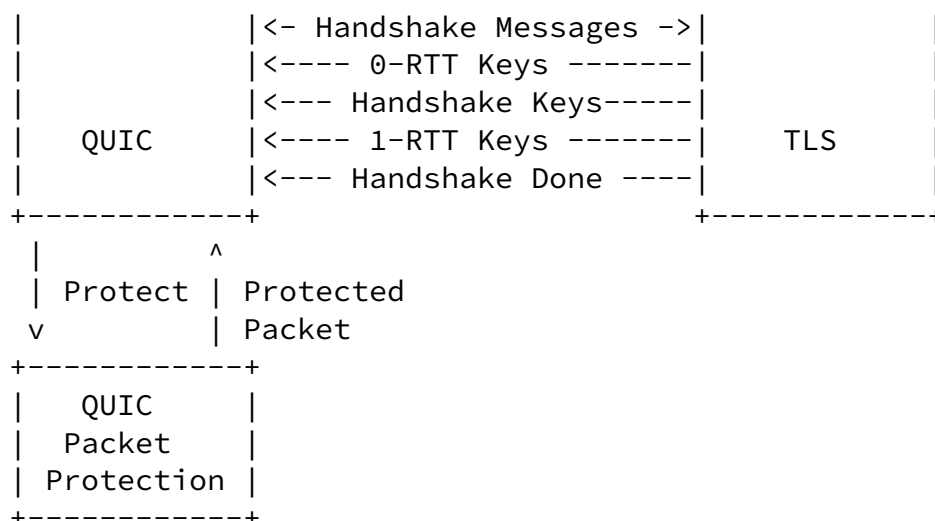 |            |<- Handshake Messages ->|             |
|            |<---- 0-RTT Keys -------|             |
|            |<--- Handshake Keys-----|             |
|    QUIC    |<---- 1-RTT Keys -------|     TLS     |
|            |<--- Handshake Done ----|             |
+------------+                        +-------------+
 |         ^
 | Protect | Protected
 v         | Packet
+------------+
|    QUIC    |
|   Packet   |
| Protection |
+------------+